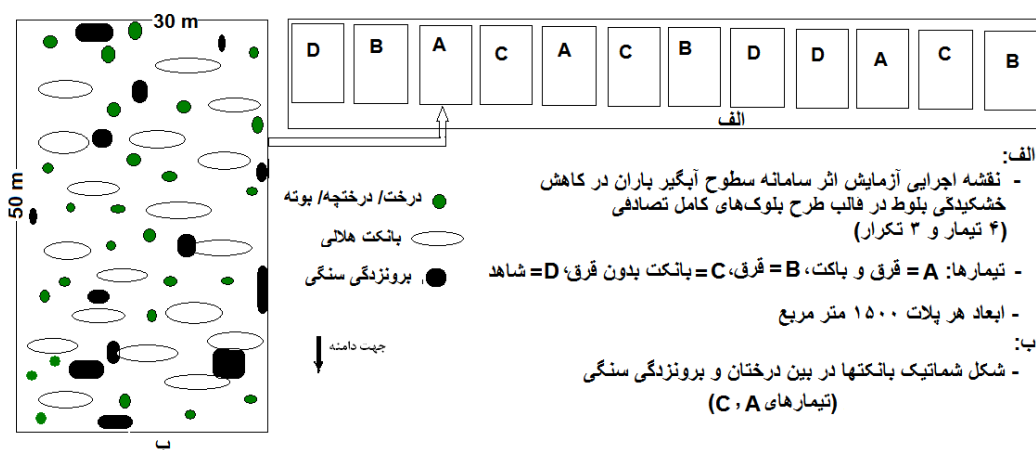 30 m
50 m
ب
D B A C A C B D D A C B
الف
درخت/ درختچه/ بوته
بانکت هلالی
برونزدگی سنگی
جهت دامنه
الف:
- نقشه اجرایی آزمایش اثر سامانه سطوح آبگیر باران در کاهش
خشکیدگی بلوط در قالب طرح بلوک‌های کامل تصادفی
(۴ تیمار و ۳ تکرار)
- تیمارها: A= قرق و باکت، B= قرق، C= بانکت بدون قرق، D= شاهد
- ابعاد هر پلات ۱۵۰۰ متر مربع
ب:
- شکل شماتیک بانکتها در بین درختان و برونزدگی سنگی
(تیمارهای A و C)